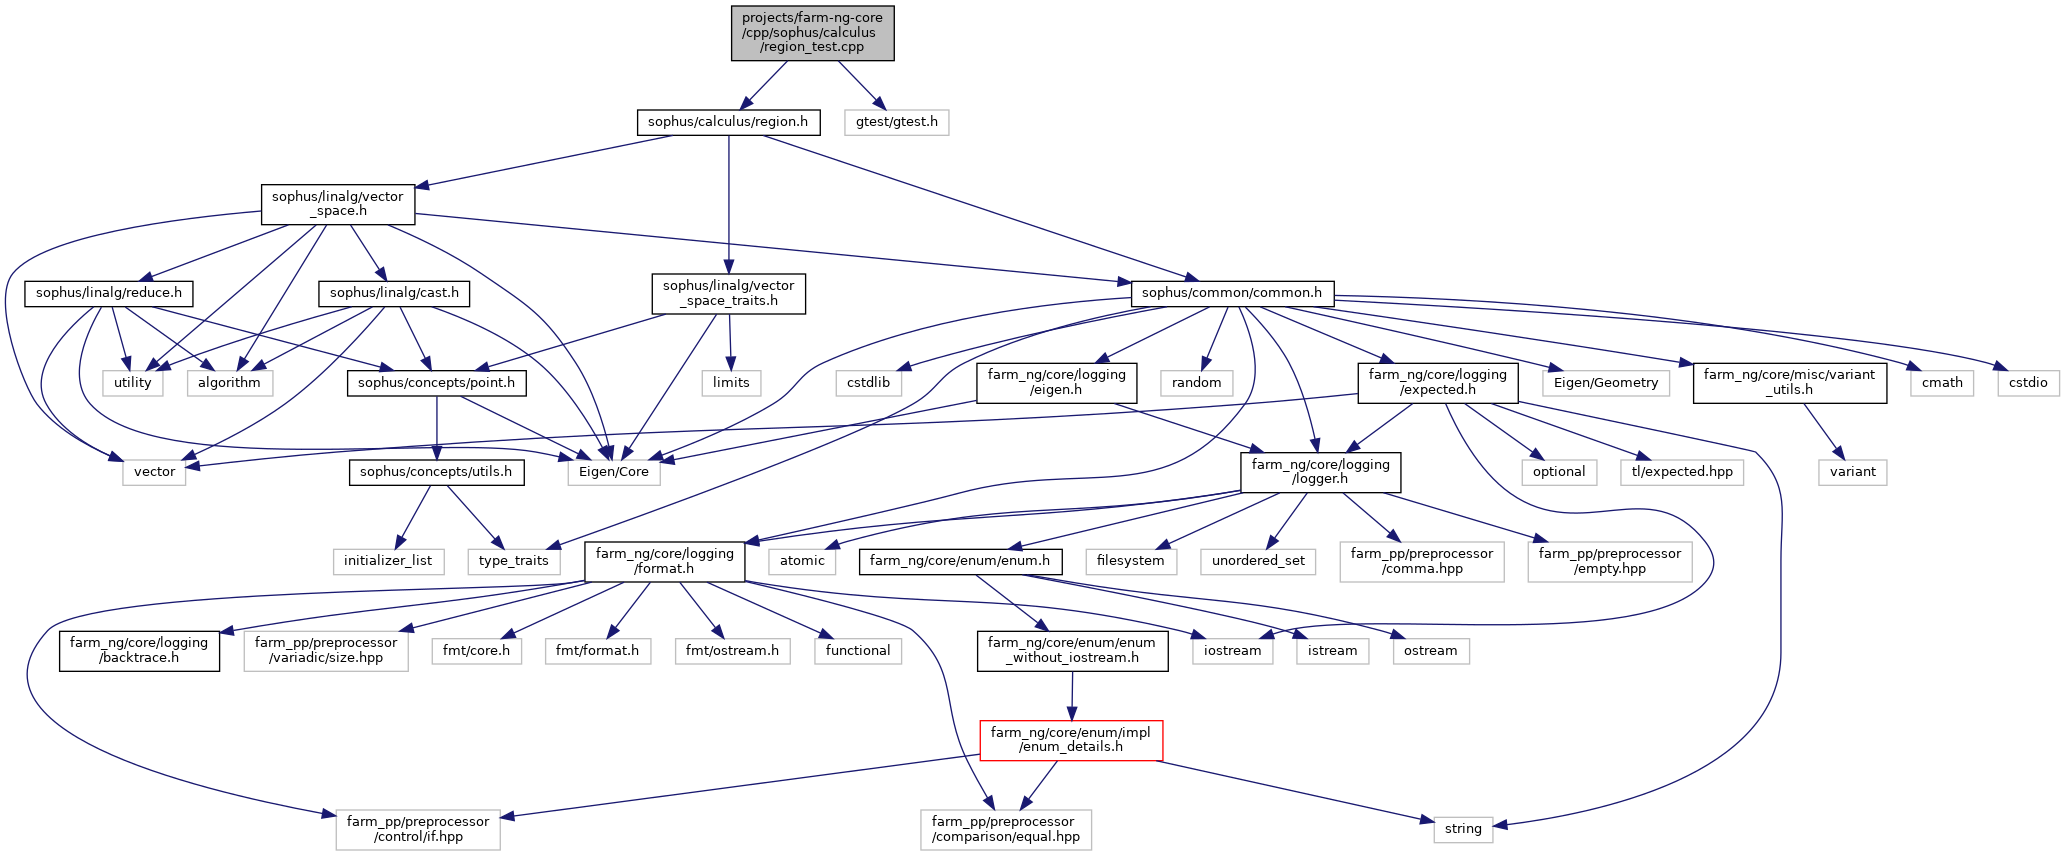 projects/farm-ng-core
/cpp/sophus/calculus
/region_test.cpp
sophus/calculus/region.h
gtest/gtest.h
sophus/linalg/vector
_space.h
sophus/linalg/reduce.h
sophus/linalg/cast.h
sophus/linalg/vector
_space_traits.h
sophus/common/common.h
utility
algorithm
sophus/concepts/point.h
limits
cstdlib
farm_ng/core/logging
/eigen.h
random
farm_ng/core/logging
/expected.h
Eigen/Geometry
farm_ng/core/misc/variant
_utils.h
cmath
cstdio
vector
sophus/concepts/utils.h
Eigen/Core
farm_ng/core/logging
/logger.h
optional
tl/expected.hpp
variant
initializer_list
type_traits
farm_ng/core/logging
/format.h
atomic
farm_ng/core/enum/enum.h
filesystem
unordered_set
farm_pp/preprocessor
/comma.hpp
farm_pp/preprocessor
/empty.hpp
farm_ng/core/logging
/backtrace.h
farm_pp/preprocessor
/variadic/size.hpp
fmt/core.h
fmt/format.h
fmt/ostream.h
functional
farm_ng/core/enum/enum
_without_iostream.h
iostream
istream
ostream
farm_ng/core/enum/impl
/enum_details.h
farm_pp/preprocessor
/control/if.hpp
farm_pp/preprocessor
/comparison/equal.hpp
string